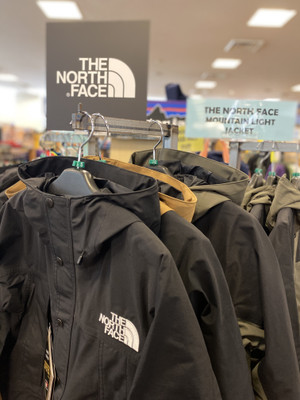 THE
NORTH
FACE
THE NORTH FACE
MOUNTAIN LIGHT
JACKET
THE
NORTH
FACE